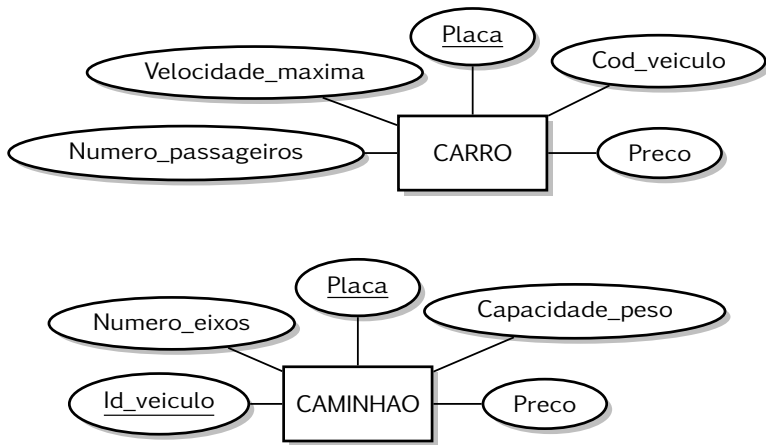 Placa
Cod_veiculo
Velocidade_maxima
Numero_passageiros
CARRO
Preco
Placa
Capacidade_peso
Numero_eixos
Id_veiculo
CAMINHAO
Preco